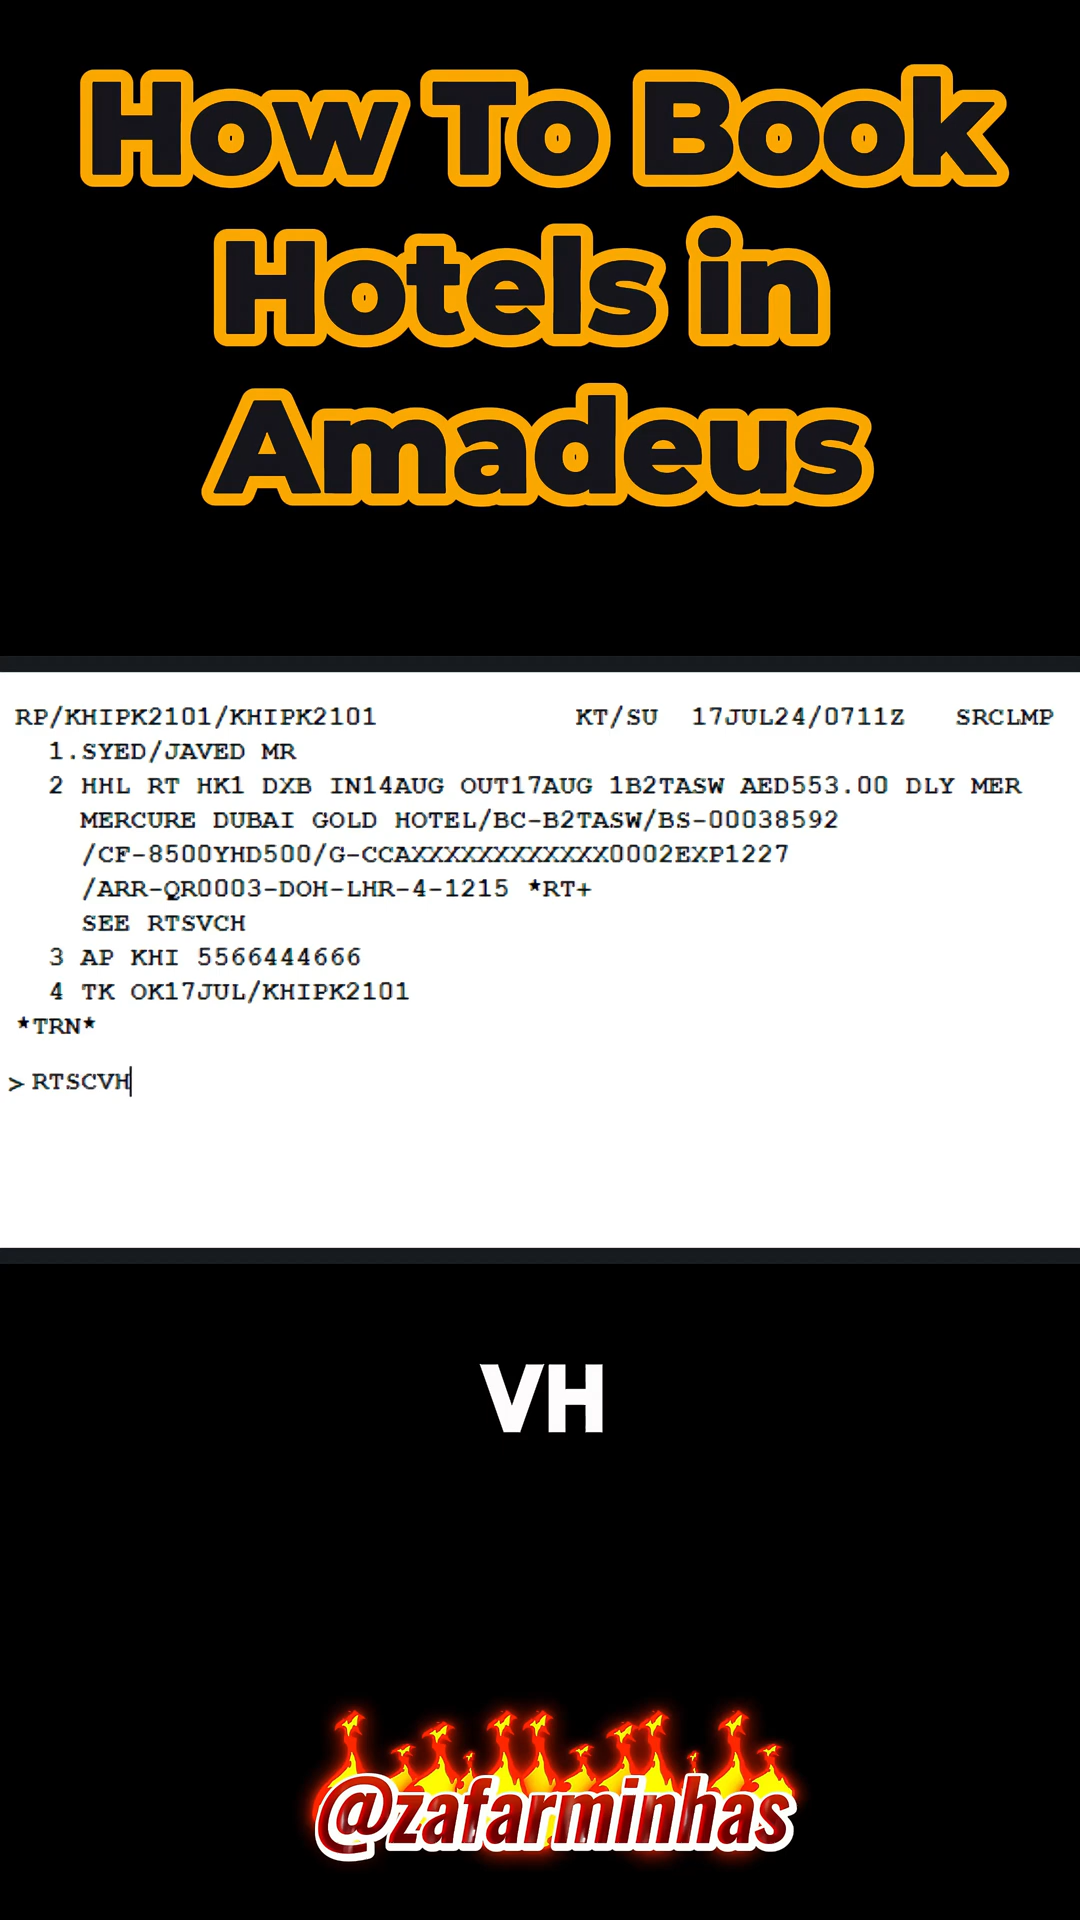 How To Book
Hotels in
Amadeus
RP/KHIPK2101/KHIPK2101 KT/SU 17JUL24/0711Z SRCLMP
1.SYED/JAVED MR
2 HHL RT HK1 DXB IN14AUG OUT17AUG 1B2TASW AED553.00 DLY MER
MERCURE DUBAI GOLD HOTEL/BC-B2TASW/BS-00038592
/CF-8500YHD500/G-CCAXXXXXXXXXXXX0002EXP1227
/ARR-QR0003-DOH-LHR-4-1215 *RT+
SEE RTSVCH
3 AP KHI 5566444666
4 TK OK17JUL/KHIPK2101
*TRN*
> RTSCVH
VH
@zafarminhas